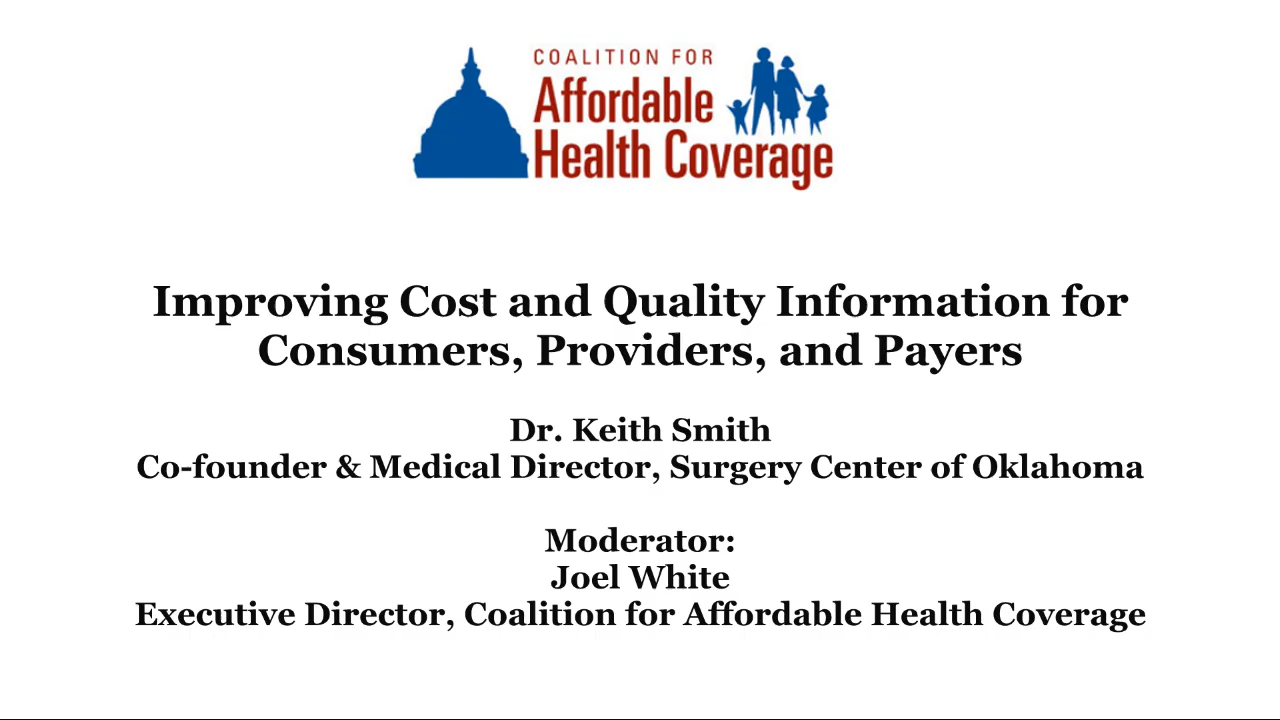 COALITION FOR
Affordable
Health Coverage
Improving Cost and Quality Information for
Consumers, Providers, and Payers
Dr. Keith Smith
Co-founder & Medical Director, Surgery Center of Oklahoma
Moderator:
Joel White
Executive Director, Coalition for Affordable Health Coverage